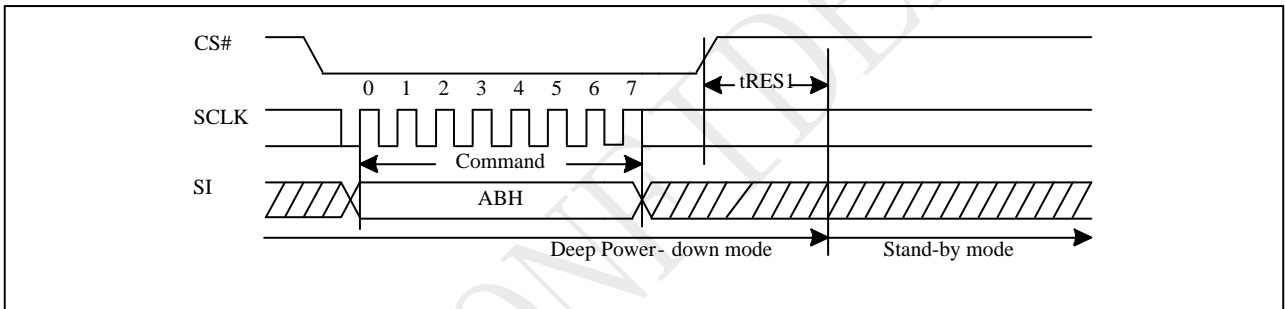 CS#
tRES1
0 1 2 3 4 5 6 7
SCLK
Command
SI
ABH
Deep Power- down mode Stand-by mode